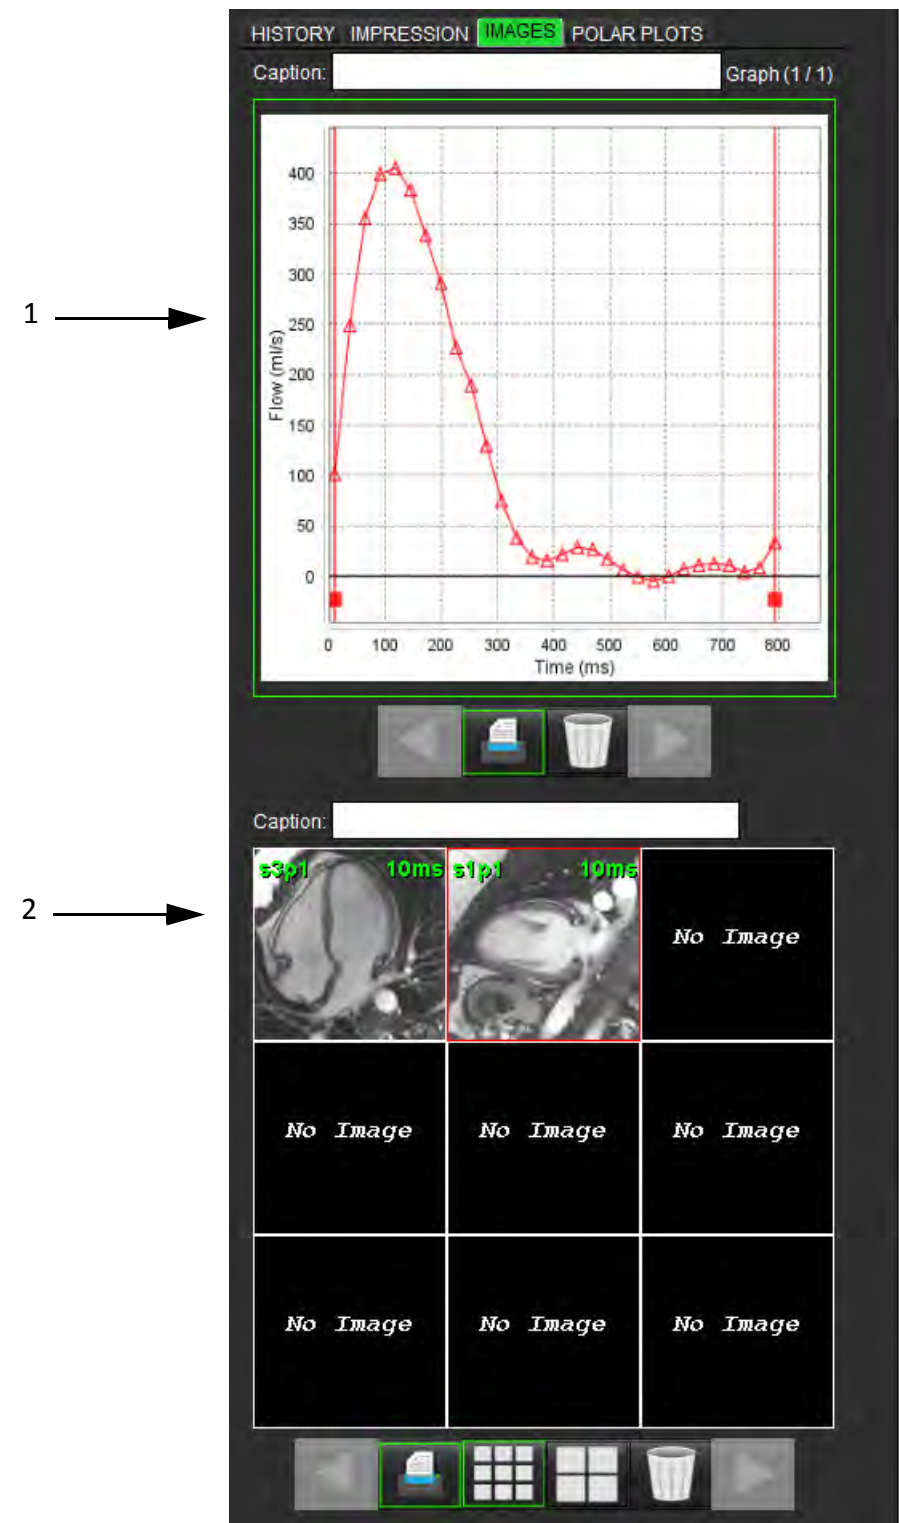 HISTORY IMPRESSION IMAGES POLAR PLOTS
Caption: Graph (1 / 1)
400
350
300
1
250
200
150
100
50
0
Flow (ml/s)
0 100 200 300 400 500 600 700 800
Time (ms)
Caption:
s3p1 10ms s1p1 10ms
2
No Image
No Image No Image No Image
No Image No Image No Image